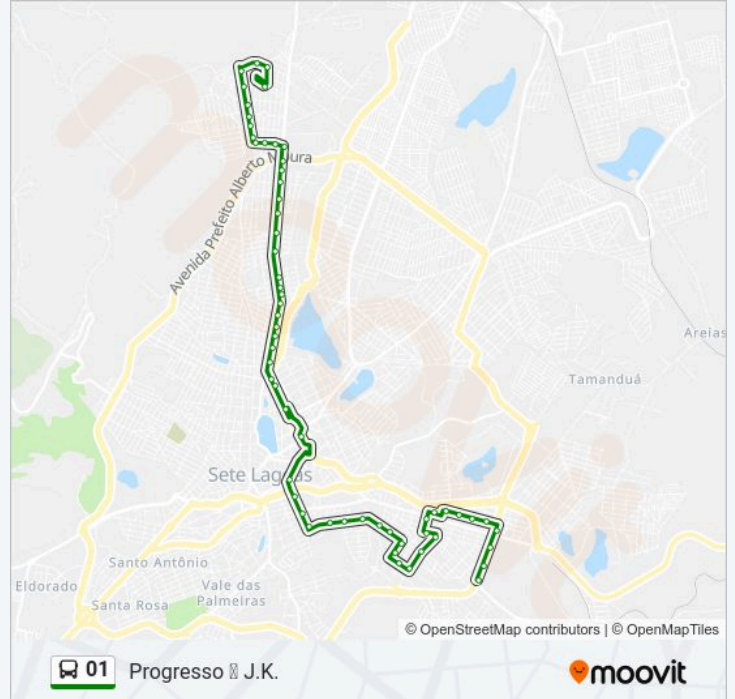 Avenida Prefeito Alberto Moura
Areias
Tamanduá
Sete Lagoas
Santo Antônio
Eldorado
Vale das
Palmeiras
Santa Rosa
© OpenStreetMap contributors | © OpenMapTiles
01 Progresso ▯ J.K.
moovit